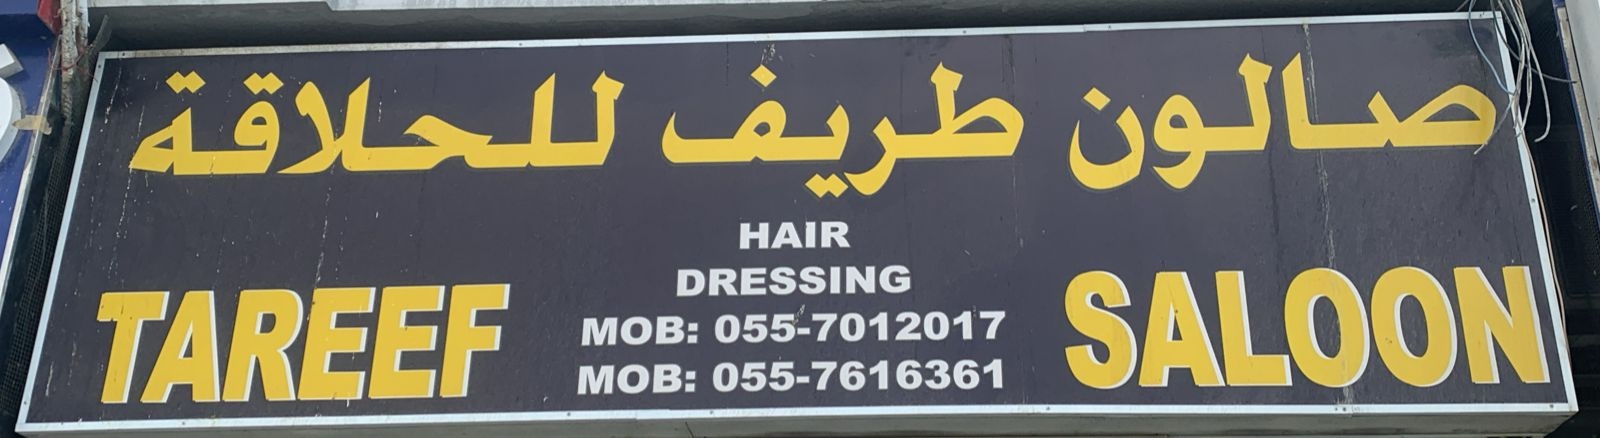 صالون طريف للحلاقة
HAIR
DRESSING
TAREEF SALOON
MOB: 055-7012017
MOB: 055-7616361